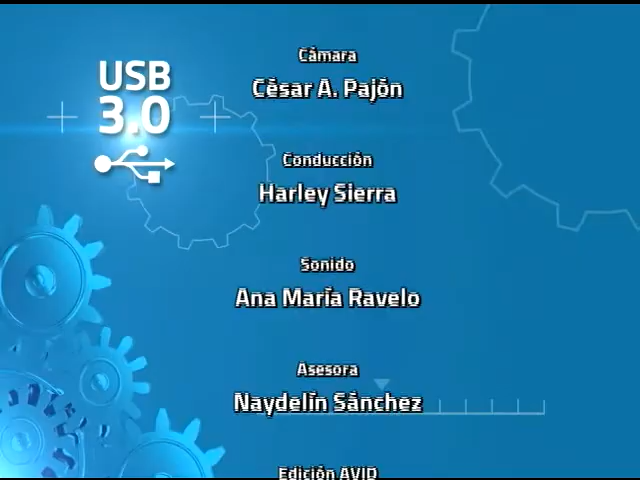 USB
3.0
Cámara
César A. Pajón
Conducción
Harley Sierra
Sonido
Ana María Ravelo
Asesora
Naydelín Sánchez
Edición AVID